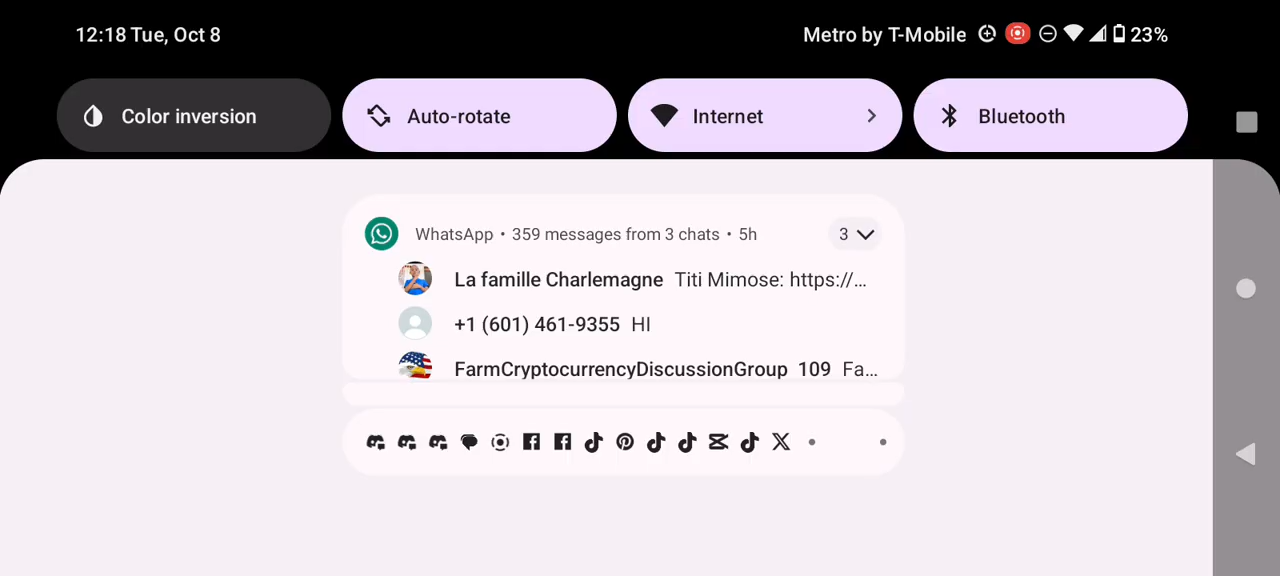 12:18 Tue, Oct 8
Metro by T-Mobile 23%
Color inversion
Auto-rotate
Internet
Bluetooth
WhatsApp • 359 messages from 3 chats • 5h 3
La famille Charlemagne Titi Mimose: https://...
+1 (601) 461-9355 HI
FarmCryptocurrencyDiscussionGroup 109 Fa...